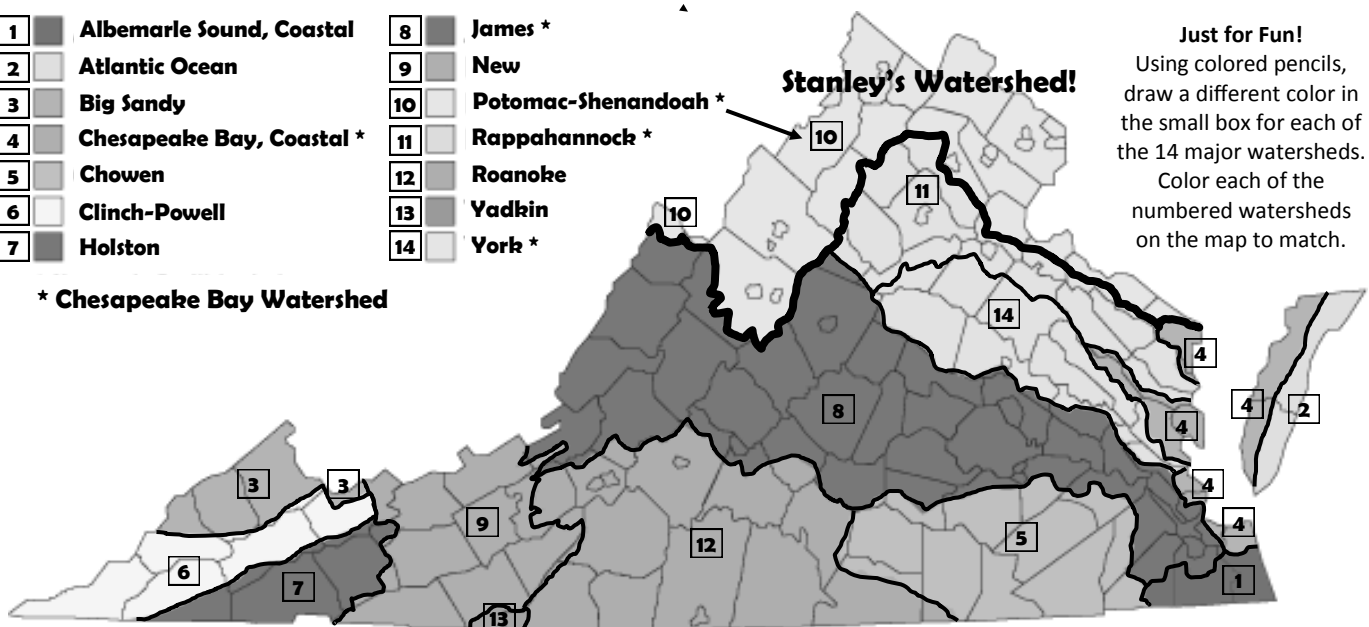 1 Albemarle Sound, Coastal
2 Atlantic Ocean
3 Big Sandy
4 Chesapeake Bay, Coastal *
5 Chowen
6 Clinch-Powell
7 Holston
8 James *
9 New
10 Potomac-Shenandoah *
11 Rappahannock *
12 Roanoke
13 Yadkin
14 York *
* Chesapeake Bay Watershed
Stanley's Watershed!
Just for Fun!
Using colored pencils,
draw a different color in
the small box for each of
the 14 major watersheds.
Color each of the
numbered watersheds
on the map to match.
10
11
10
14
4
4
2
8
4
3
3
4
9
12
5
4
6
7
1
13